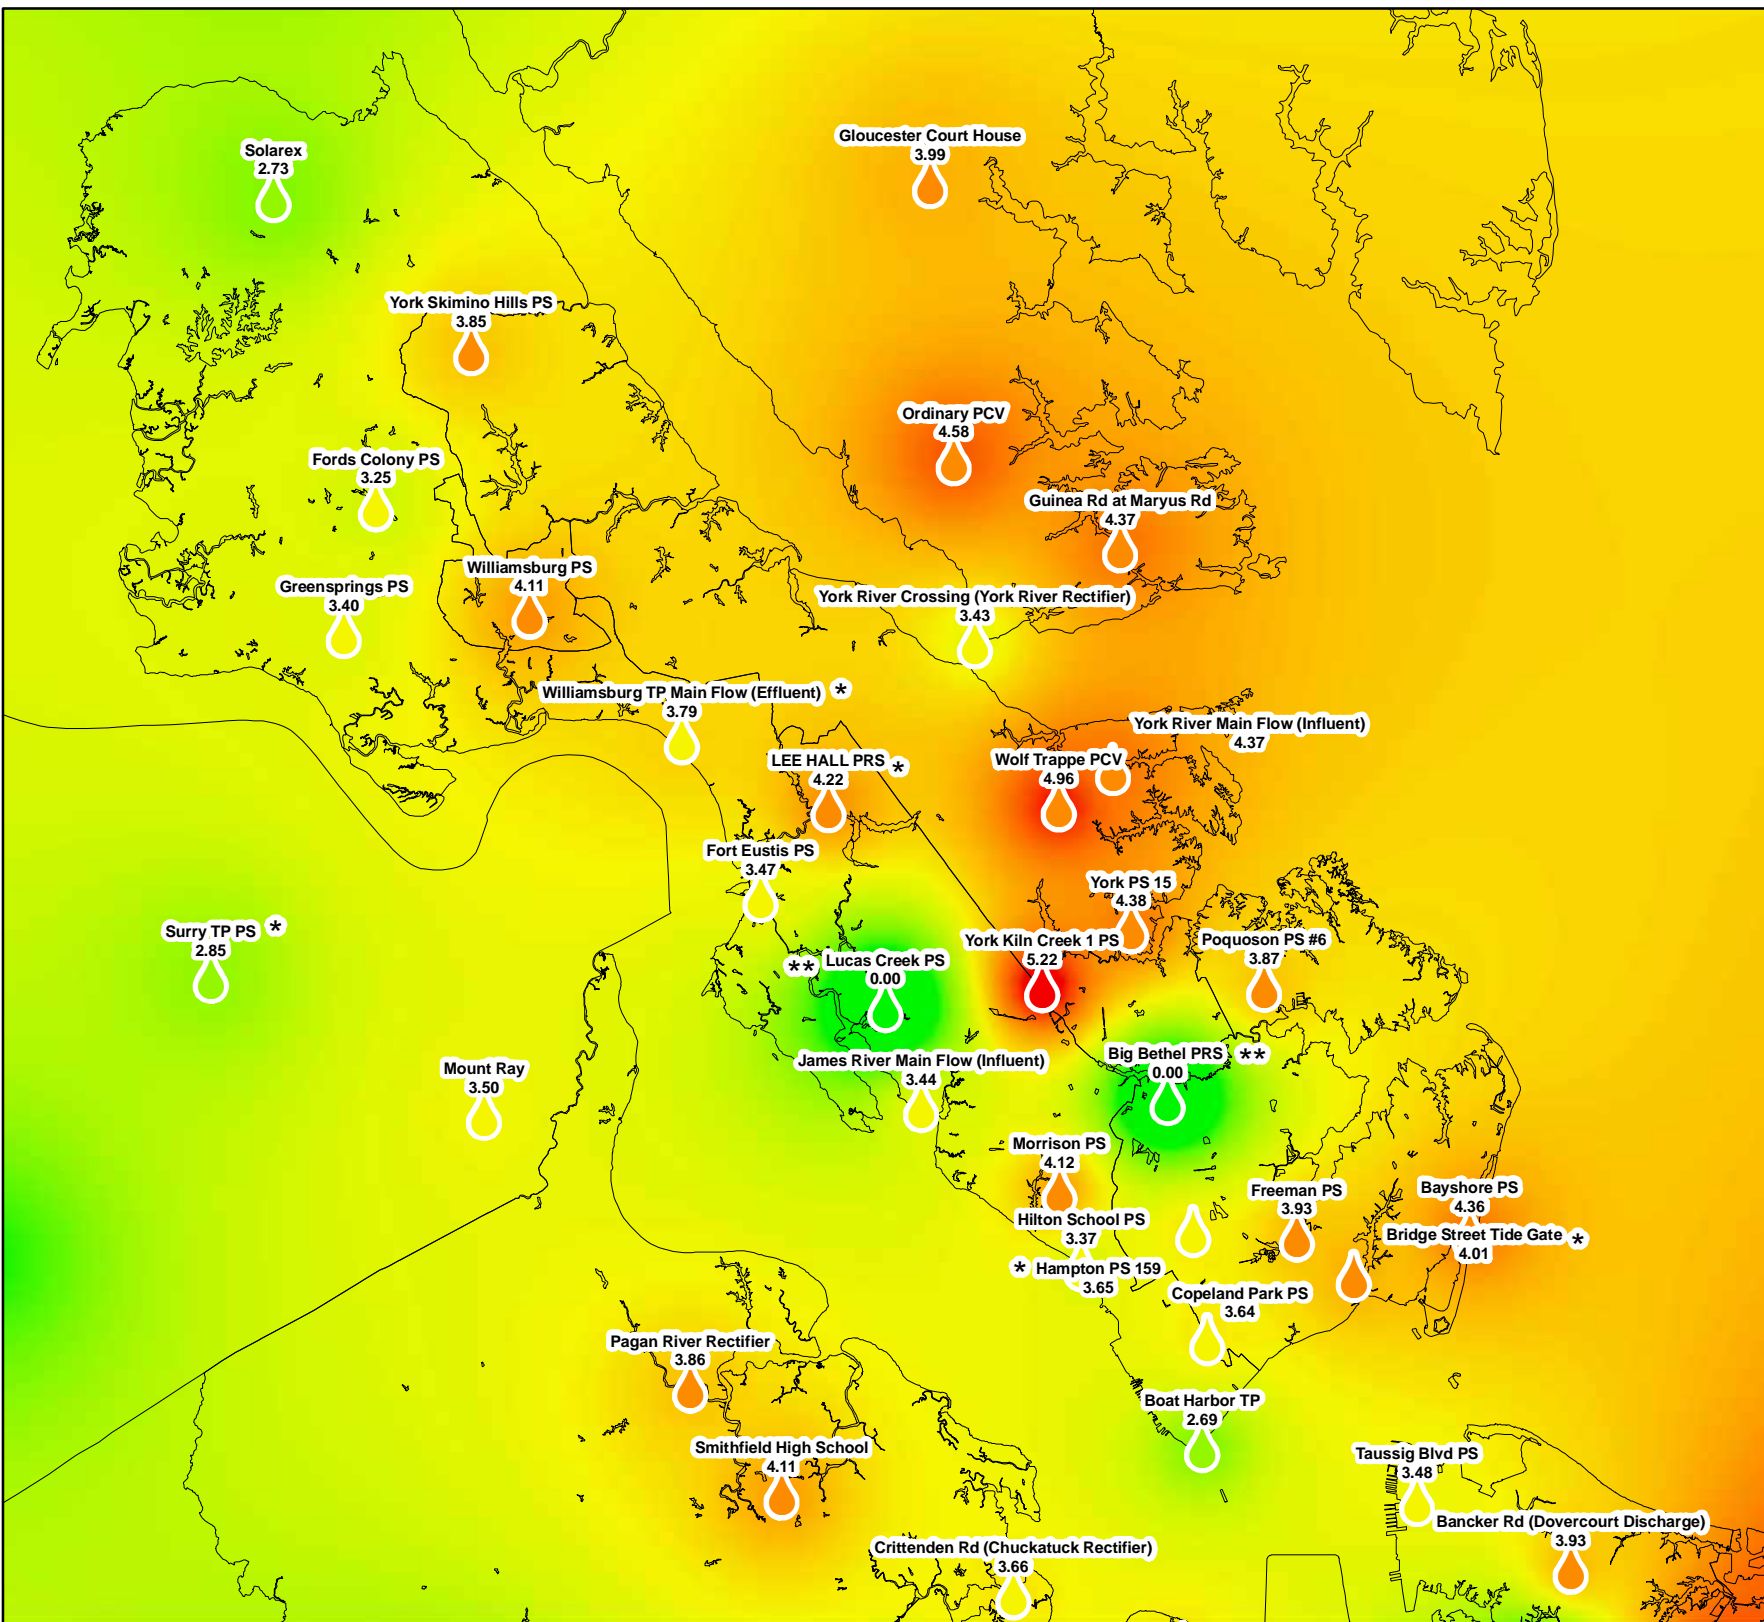 Gloucester Court House
3.99
Solarex
2.73
York Skimino Hills PS
3.85
Ordinary PCV
4.58
Fords Colony PS
3.25
Guinea Rd at Maryus Rd
4.37
Williamsburg PS
4.11
Greensprings PS
3.40
York River Crossing (York River Rectifier)
3.43
Williamsburg TP Main Flow (Effluent) *
3.79
York River Main Flow (Influent)
4.37
LEE HALL PRS *
4.22
Wolf Trappe PCV
4.96
Fort Eustis PS
3.47
York PS 15
4.38
Surry TP PS *
2.85
York Kiln Creek 1 PS
5.22
Poquoson PS #6
3.87
** Lucas Creek PS
0.00
Big Bethel PRS **
0.00
James River Main Flow (Influent)
3.44
Mount Ray
3.50
Morrison PS
4.12
Freeman PS
3.93
Bayshore PS
4.36
Hilton School PS
3.37
Bridge Street Tide Gate *
4.01
* Hampton PS 159
3.65
Copeland Park PS
3.64
Pagan River Rectifier
3.86
Boat Harbor TP
2.69
Smithfield High School
4.11
Taussig Blvd PS
3.48
Bancker Rd (Dovercourt Discharge)
3.93
Crittenden Rd (Chuckatuck Rectifier)
3.66